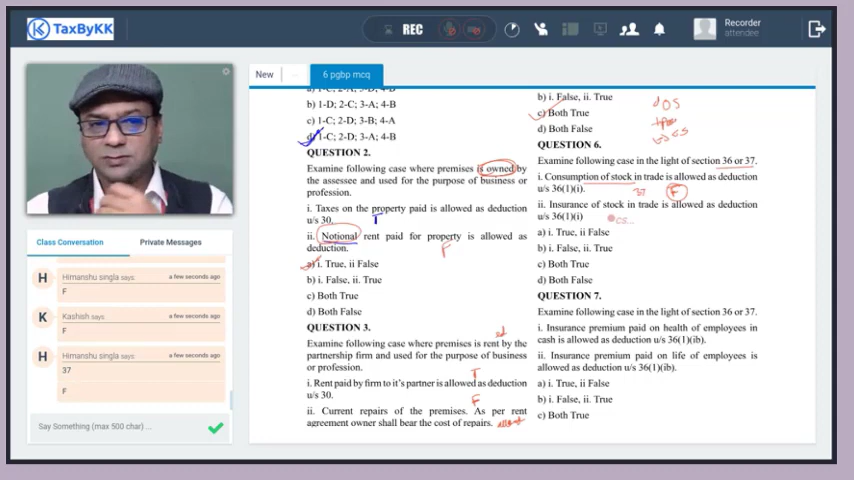 TaxByKK
REC
Recorder
attendee
New
6 pgbp mcq
b) 1-D; 2-C; 3-A; 4-B
c) 1-C; 2-D; 3-B; 4-A
d) 1-C; 2-D; 3-A; 4-B
QUESTION 2.
Examine following case where premises is owned by
the assessee and used for the purpose of business or
profession.
i. Taxes on the property paid is allowed as deduction
u/s 30.
T
ii. Notional rent paid for property is allowed as
deduction.
F
a) i. True, ii False
b) i. False, ii. True
c) Both True
d) Both False
QUESTION 3.
ed
Examine following case where premises is rent by the
partnership firm and used for the purpose of business
or profession.
T
i. Rent paid by firm to it's partner is allowed as deduction
u/s 30.
F
ii. Current repairs of the premises. As per rent
agreement owner shall bear the cost of repairs.
b) i. False, ii. True
c) Both True
d) Both False
QUESTION 6.
Examine following case in the light of section 36 or 37.
i. Consumption of stock in trade is allowed as deduction
u/s 36(1)(i).
37
F
ii. Insurance of stock in trade is allowed as deduction
u/s 36(1)(i)
a) i. True, ii False
b) i. False, ii. True
c) Both True
d) Both False
QUESTION 7.
Examine following case in the light of section 36 or 37.
i. Insurance premium paid on health of employees in
cash is allowed as deduction u/s 36(1)(ib).
ii. Insurance premium paid on life of employees is
allowed as deduction u/s 36(1)(ib).
a) i. True, ii False
b) i. False, ii. True
c) Both True
Class Conversation
Private Messages
H
Himanshu singla says:
a few seconds ago
F
K
Kashish says:
a few seconds ago
F
H
Himanshu singla says:
a few seconds ago
37
F
Say Something (max 500 char) ...